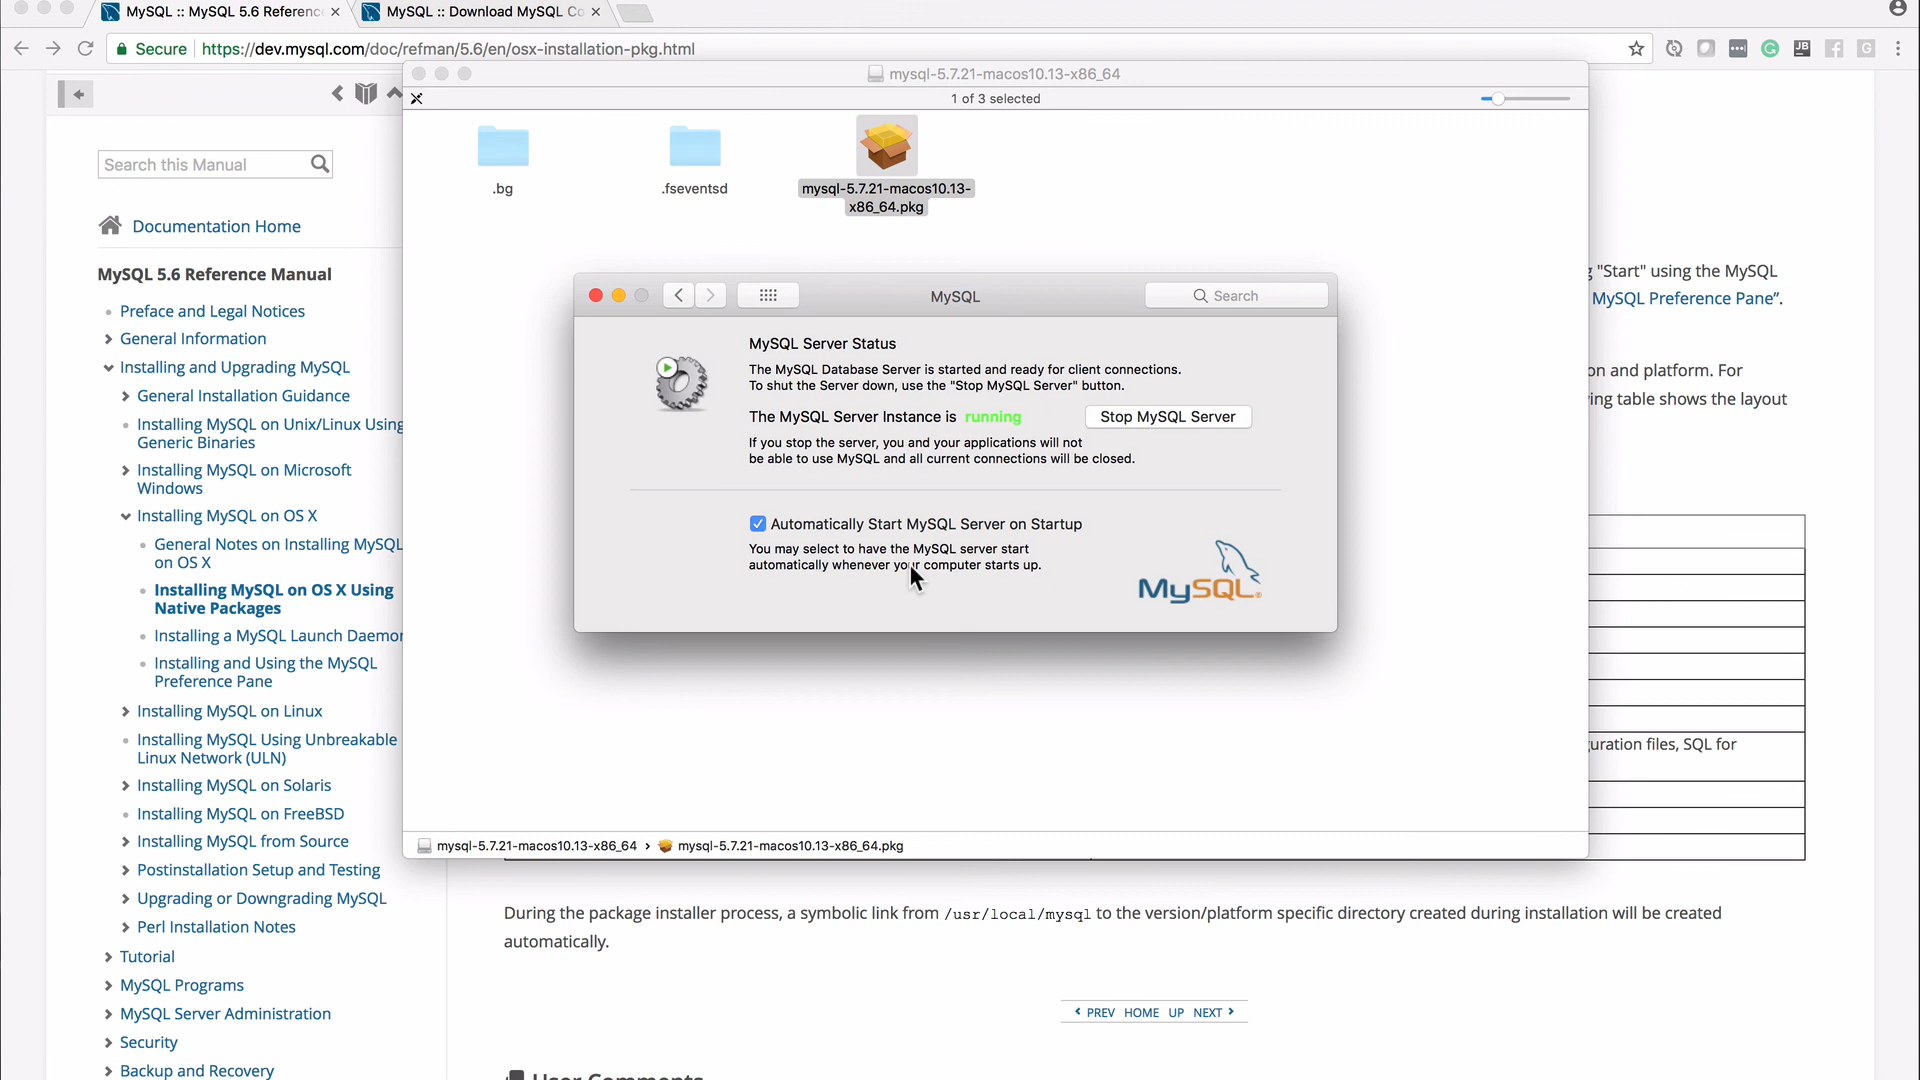 MySQL :: MySQL 5.6 Reference
MySQL :: Download MySQL Co
Secure
https://dev.mysql.com/doc/refman/5.6/en/osx-installation-pkg.html
JB
G
mysql-5.7.21-macos10.13-x86_64
1 of 3 selected
.bg
.fseventsd
mysql-5.7.21-macos10.13-
x86_64.pkg
Search this Manual
Documentation Home
MySQL 5.6 Reference Manual
Preface and Legal Notices
General Information
Installing and Upgrading MySQL
General Installation Guidance
Installing MySQL on Unix/Linux Using
Generic Binaries
Installing MySQL on Microsoft
Windows
Installing MySQL on OS X
General Notes on Installing MySQL
on OS X
Installing MySQL on OS X Using
Native Packages
Installing a MySQL Launch Daemon
Installing and Using the MySQL
Preference Pane
Installing MySQL on Linux
Installing MySQL Using Unbreakable
Linux Network (ULN)
Installing MySQL on Solaris
Installing MySQL on FreeBSD
Installing MySQL from Source
Postinstallation Setup and Testing
Upgrading or Downgrading MySQL
Perl Installation Notes
Tutorial
MySQL Programs
MySQL Server Administration
Security
Backup and Recovery
MySQL
Search
MySQL Server Status
The MySQL Database Server is started and ready for client connections.
To shut the Server down, use the "Stop MySQL Server" button.
The MySQL Server Instance is running
Stop MySQL Server
If you stop the server, you and your applications will not
be able to use MySQL and all current connections will be closed.
Automatically Start MySQL Server on Startup
You may select to have the MySQL server start
automatically whenever your computer starts up.
MySQL®
"Start" using the MySQL
MySQL Preference Pane”.
on and platform. For
ing table shows the layout
uration files, SQL for
mysql-5.7.21-macos10.13-x86_64 › mysql-5.7.21-macos10.13-x86_64.pkg
During the package installer process, a symbolic link from /usr/local/mysql to the version/platform specific directory created during installation will be created
automatically.
PREV HOME UP NEXT
User Comments